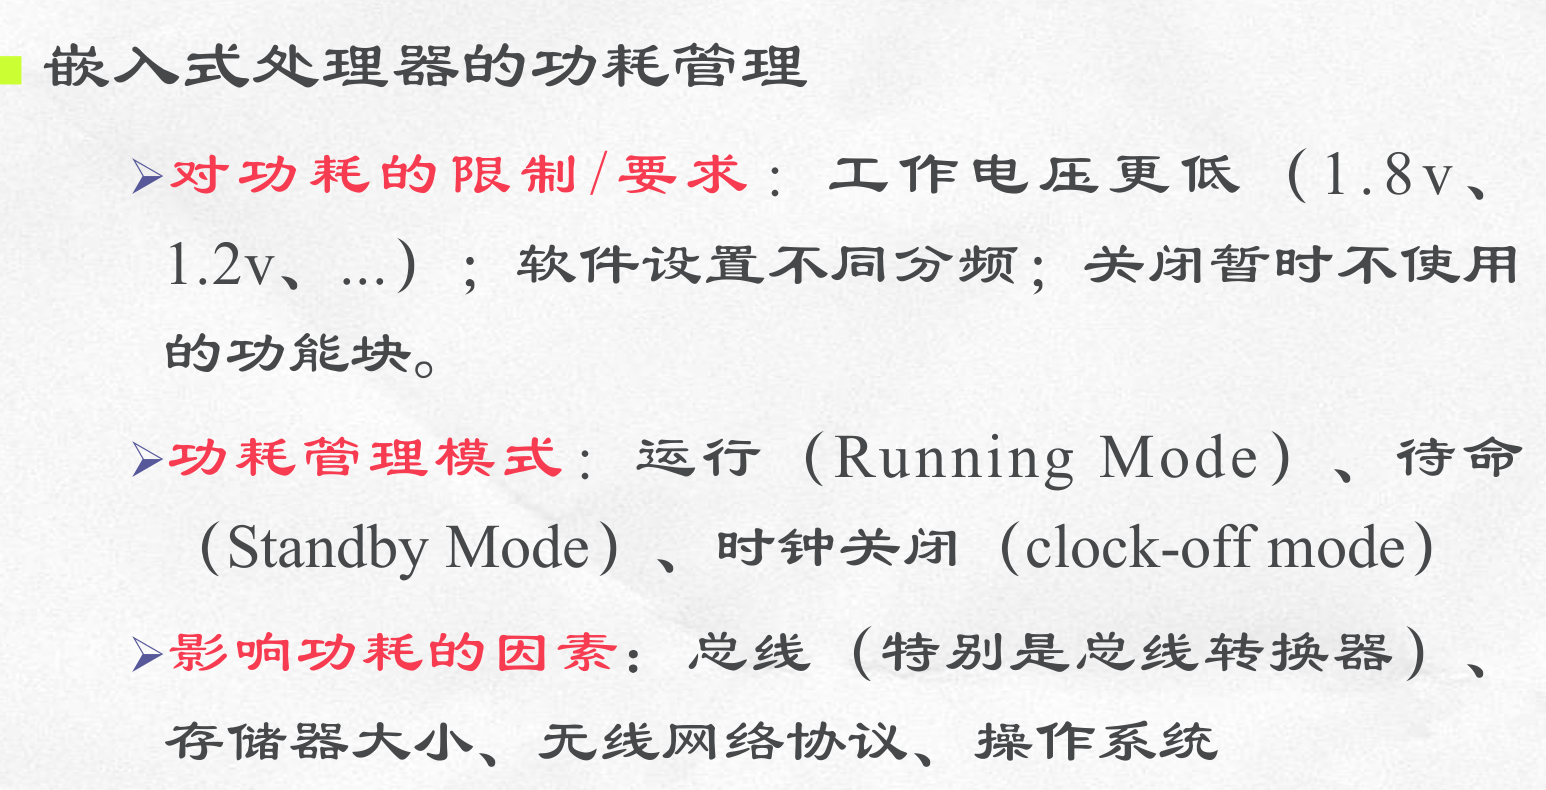 嵌入式处理器的功耗管理
对功耗的限制/要求：工作电压更低（1.8v、
1.2v、...）；软件设置不同分频；关闭暂时不使用
的功能块。
功耗管理模式：运行（Running Mode）、待命
（Standby Mode）、时钟关闭（clock-off mode）
影响功耗的因素：总线（特别是总线转换器）、
存储器大小、无线网络协议、操作系统